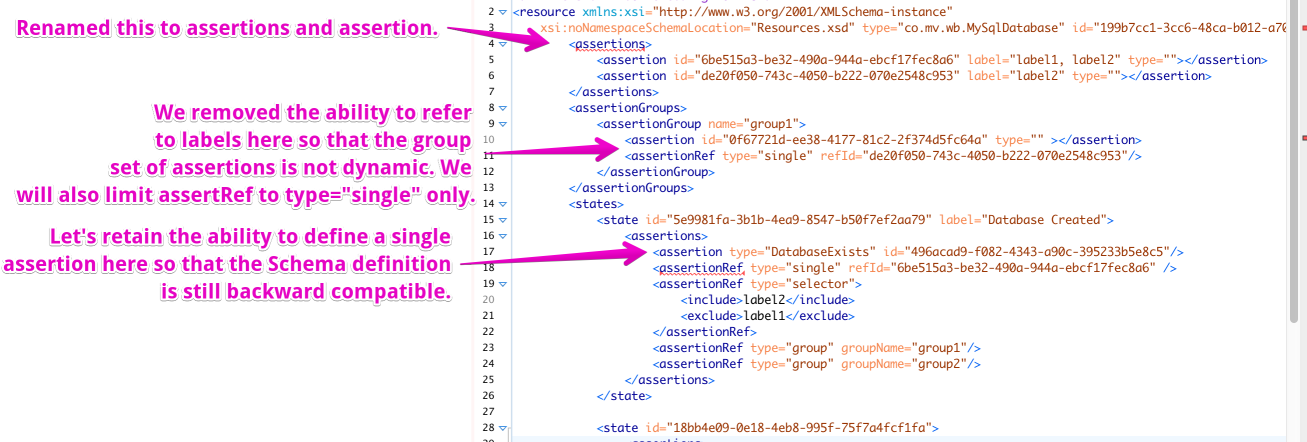 Renamed this to assertions and assertion.
We removed the ability to refer
to labels here so that the group
set of assertions is not dynamic. We
will also limit assertRef to type="single" only.
Let's retain the ability to define a single
assertion here so that the Schema definition
is still backward compatible.
2 <resource xmlns:xsi="http://www.w3.org/2001/XMLSchema-instance"
3 xsi:noNamespaceSchemaLocation="Resources.xsd" type="co.mv.wb.MySqlDatabase" id="199b7cc1-3cc6-48ca-b012-a70
4 <assertions>
5 <assertion id="6be515a3-be32-490a-944a-ebcf17fec8a6" label="label1, label2" type=""></assertion>
6 <assertion id="de20f050-743c-4050-b222-070e2548c953" label="label2" type=""></assertion>
7 </assertions>
8 <assertionGroups>
9 <assertionGroup name="group1">
10 <assertion id="0f67721d-ee38-4177-81c2-2f374d5fc64a" type="" ></assertion>
11 <assertionRef type="single" refId="de20f050-743c-4050-b222-070e2548c953"/>
12 </assertionGroup>
13 </assertionGroups>
14 <states>
15 <state id="5e9981fa-3b1b-4ea9-8547-b50f7ef2aa79" label="Database Created">
16 <assertions>
17 <assertion type="DatabaseExists" id="496acad9-f082-4343-a90c-395233b5e8c5"/>
18 <assertionRef type="single" refId="6be515a3-be32-490a-944a-ebcf17fec8a6" />
19 <assertionRef type="selector">
20 <include>label2</include>
21 <exclude>label1</exclude>
22 </assertionRef>
23 <assertionRef type="group" groupName="group1"/>
24 <assertionRef type="group" groupName="group2"/>
25 </assertions>
26 </state>
27
28 <state id="18bb4e09-0e18-4eb8-995f-75f7a4fcf1fa">